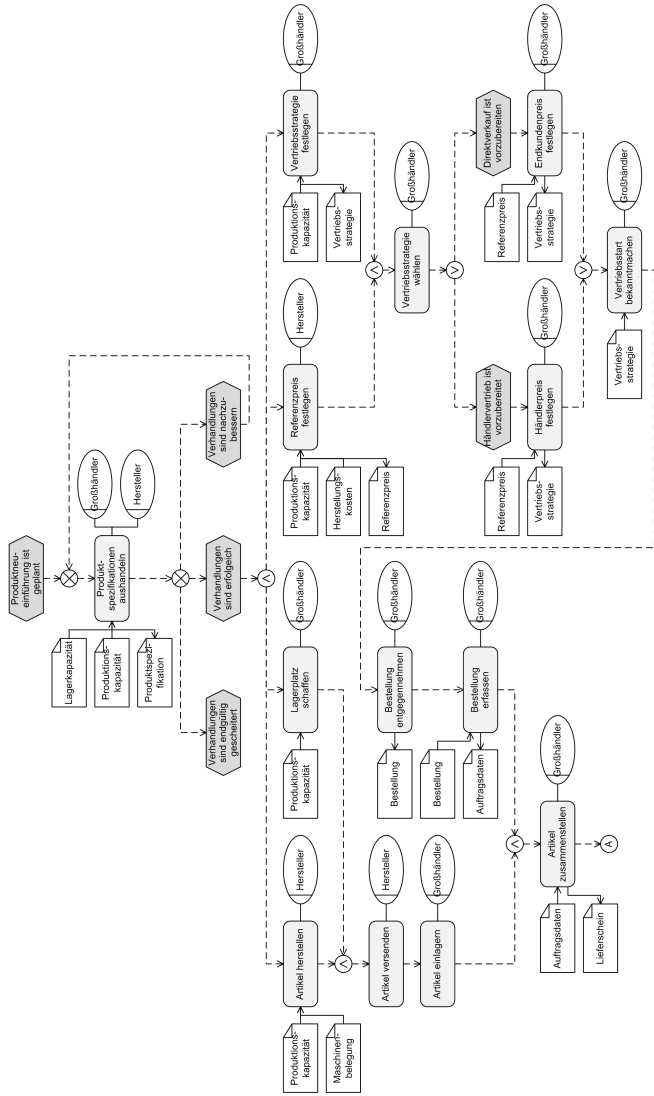 Produktneu-
einführung ist
geplant
Großhändler
Hersteller
Produkt-
spezifikationen
aushandeln
Lagerkapazität
Produktions-
kapazität
Produktspezi-
fikation
Verhandlungen
sind endgültig
gescheitert
Verhandlungen
sind erfolgeich
Verhandlungen
sind nachzu-
bessern
Artikel herstellen
Hersteller
Produktions-
kapazität
Maschinen-
belegung
Lagerplatz
schaffen
Großhändler
Produktions-
kapazität
Referenzpreis
festlegen
Hersteller
Produktions-
kapazität
Herstellungs-
kosten
Referenzpreis
Vertriebsstrategie
festlegen
Großhändler
Produktions-
kapazität
Vertriebs-
strategie
Vertriebsstrategie
wählen
Großhändler
Artikel versenden
Hersteller
Artikel einlagern
Großhändler
Bestellung
entgegennehmen
Großhändler
Bestellung
Bestellung
erfassen
Großhändler
Bestellung
Auftragsdaten
Händlervertrieb ist
vorzubereitet
Direktverkauf ist
vorzubereiten
Händlerpreis
festlegen
Großhändler
Referenzpreis
Vertriebs-
strategie
Endkundenpreis
festlegen
Großhändler
Referenzpreis
Vertriebs-
strategie
Vertriebsstart
bekanntmachen
Großhändler
Vertriebs-
strategie
Artikel
zusammenstellen
Großhändler
Auftragsdaten
Lieferschein
A